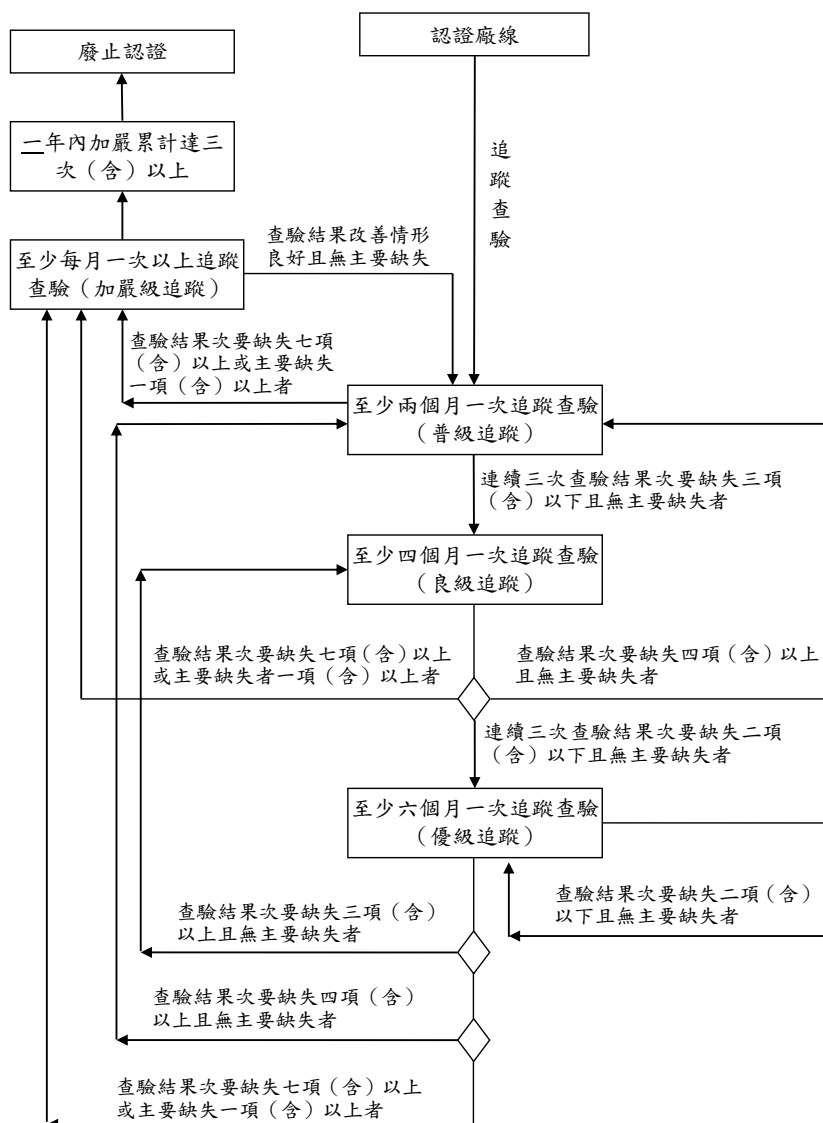 認證廠線
廢止認證
追
蹤
查
驗
一年內加嚴累計達三
次（含）以上
查驗結果改善情形
良好且無主要缺失
至少每月一次以上追蹤
查驗（加嚴級追蹤）
查驗結果次要缺失七項
（含）以上或主要缺失
一項（含）以上者
至少兩個月一次追蹤查驗
（普級追蹤）
連續三次查驗結果次要缺失三項
（含）以下且無主要缺失者
至少四個月一次追蹤查驗
（良級追蹤）
查驗結果次要缺失七項(含)以上
或主要缺失者一項（含）以上者
查驗結果次要缺失四項（含）以上
且無主要缺失者
連續三次查驗結果次要缺失二項
（含）以下且無主要缺失者
至少六個月一次追蹤查驗
（優級追蹤）
查驗結果次要缺失二項（含）
以下且無主要缺失者
查驗結果次要缺失三項（含）
以上且無主要缺失者
查驗結果次要缺失四項（含）
以上且無主要缺失者
查驗結果次要缺失七項（含）以上
或主要缺失一項（含）以上者